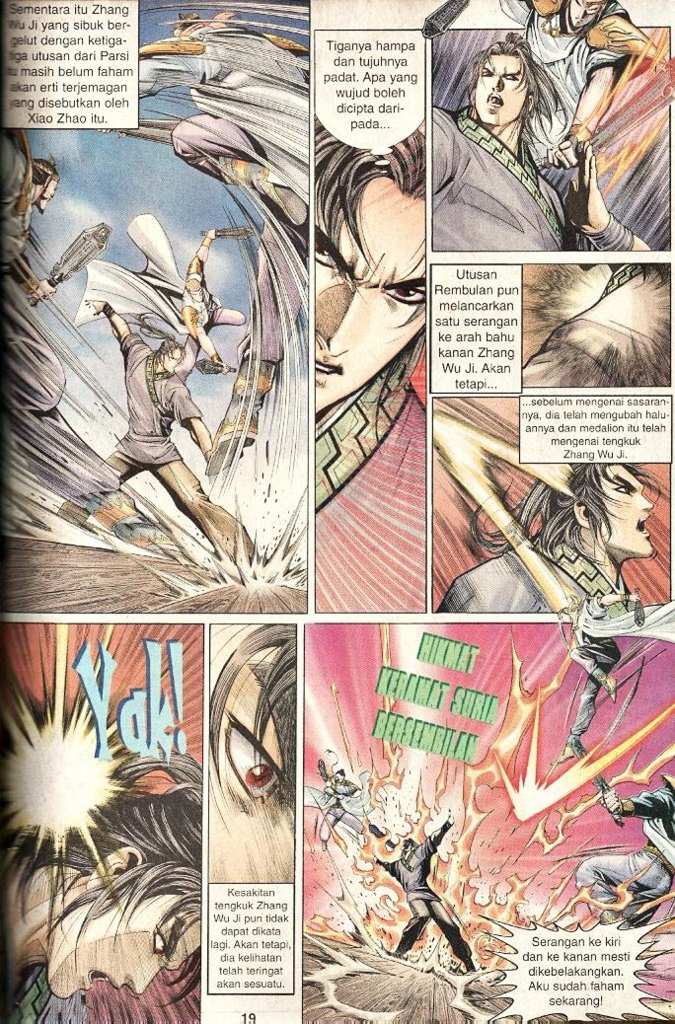 Sementara itu Zhang
Wu Ji yang sibuk ber-
gelut dengan ketiga-
tiga utusan dari Parsi
masih belum faham
akan erti terjemagan
yang disebutkan oleh
Xiao Zhao itu.
Tiganya hampa
dan tujuhnya
padat. Apa yang
wujud boleh
dicipta dari-
pada...
Utusan
Rembulan pun
melancarkan
satu serangan
ke arah bahu
kanan Zhang
Wu Ji. Akan
tetapi...
...sebelum mengenai sasaran-
nya, dia telah mengubah halu-
annya dan medalion itu telah
mengenai tengkuk
Zhang Wu Ji.
Yak!
Kesakitan
tengkuk Zhang
Wu Ji pun tidak
dapat dikata
lagi. Akan tetapi,
dia kelihatan
telah teringat
akan sesuatu.
HIKMAT
KERAMAT SURIA
BERSEMBILAN
Serangan ke kiri
dan ke kanan mesti
dikebelakangkan.
Aku sudah faham
sekarang!
19